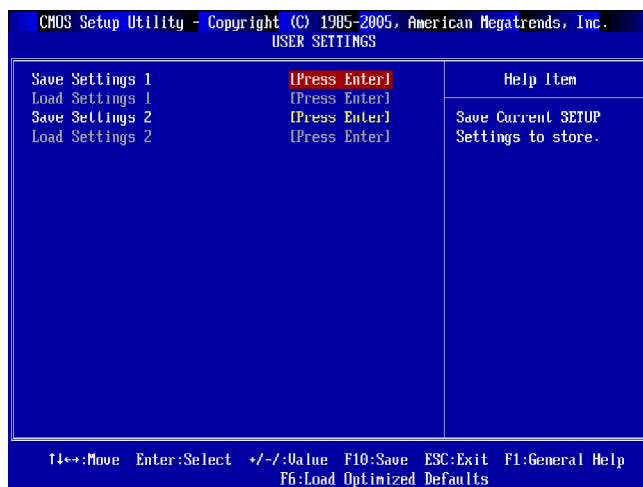 CMOS Setup Utility - Copyright (C) 1985-2005, American Megatrends, Inc.
USER SETTINGS
Save Settings 1 [Press Enter]
Load Settings 1 [Press Enter]
Save Settings 2 [Press Enter]
Load Settings 2 [Press Enter]
Help Item
Save Current SETUP
Settings to store.
↑↓←→:Move Enter:Select +/-/:Value F10:Save ESC:Exit F1:General Help
F6:Load Optimized Defaults